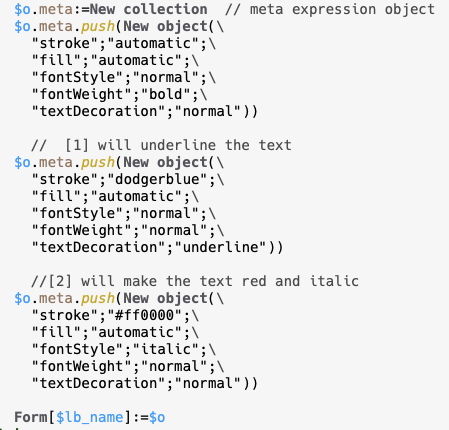 $o.meta:=New collection  // meta expression object
$o.meta.push(New object(\
"stroke";"automatic";\
"fill";"automatic";\
"fontStyle";"normal";\
"fontWeight";"bold";\
"textDecoration";"normal"))
//  [1] will underline the text
$o.meta.push(New object(\
"stroke";"dodgerblue";\
"fill";"automatic";\
"fontStyle";"normal";\
"fontWeight";"normal";\
"textDecoration";"underline"))
//[2] will make the text red and italic
$o.meta.push(New object(\
"stroke";"#ff0000";\
"fill";"automatic";\
"fontStyle";"italic";\
"fontWeight";"normal";\
"textDecoration";"normal"))
Form[$lb_name]:=$o